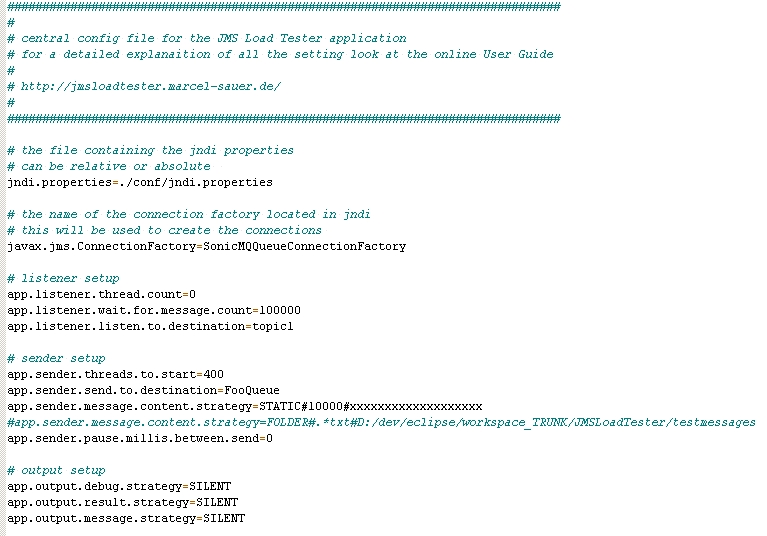 ###############################################################################
#
# central config file for the JMS Load Tester application
# for a detailed explanaition of all the setting look at the online User Guide
#
# http://jmsloadtester.marcel-sauer.de/
#
###############################################################################
# the file containing the jndi properties
# can be relative or absolute
jndi.properties=./conf/jndi.properties
# the name of the connection factory located in jndi
# this will be used to create the connections
javax.jms.ConnectionFactory=SonicMQQueueConnectionFactory
# listener setup
app.listener.thread.count=0
app.listener.wait.for.message.count=100000
app.listener.listen.to.destination=topic1
# sender setup
app.sender.threads.to.start=400
app.sender.send.to.destination=FooQueue
app.sender.message.content.strategy=STATIC#10000#xxxxxxxxxxxxxxxxxxx
#app.sender.message.content.strategy=FOLDER#.*txt#D:/dev/eclipse/workspace_TRUNK/JMSLoadTester/testmessages
app.sender.pause.millis.between.send=0
# output setup
app.output.debug.strategy=SILENT
app.output.result.strategy=SILENT
app.output.message.strategy=SILENT